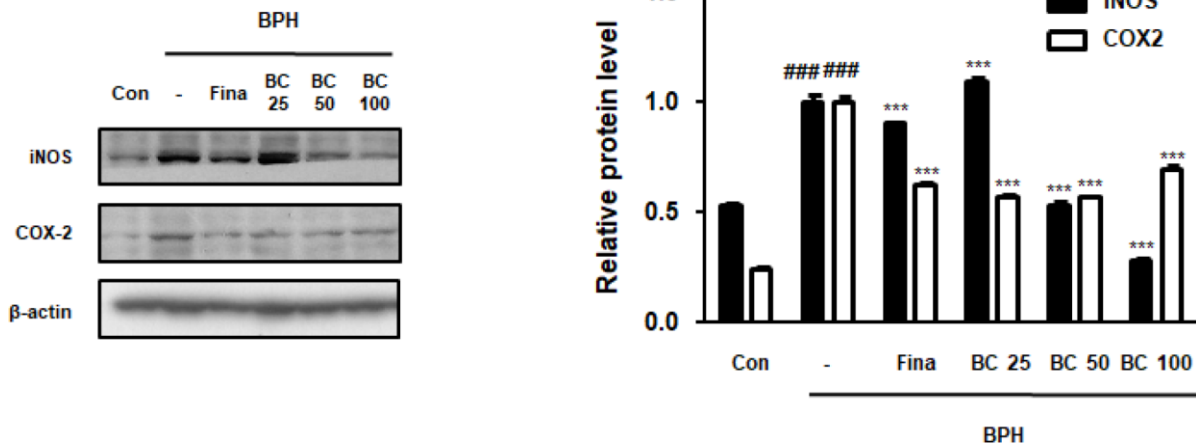 BPH
Con - Fina BC 25 BC 50 BC 100
iNOS
COX-2
β-actin
iNOS
COX2
Relative protein level
### ###
***
***
***
***
***
***
***
***
1.0
0.5
0.0
Con - Fina BC 25 BC 50 BC 100
BPH